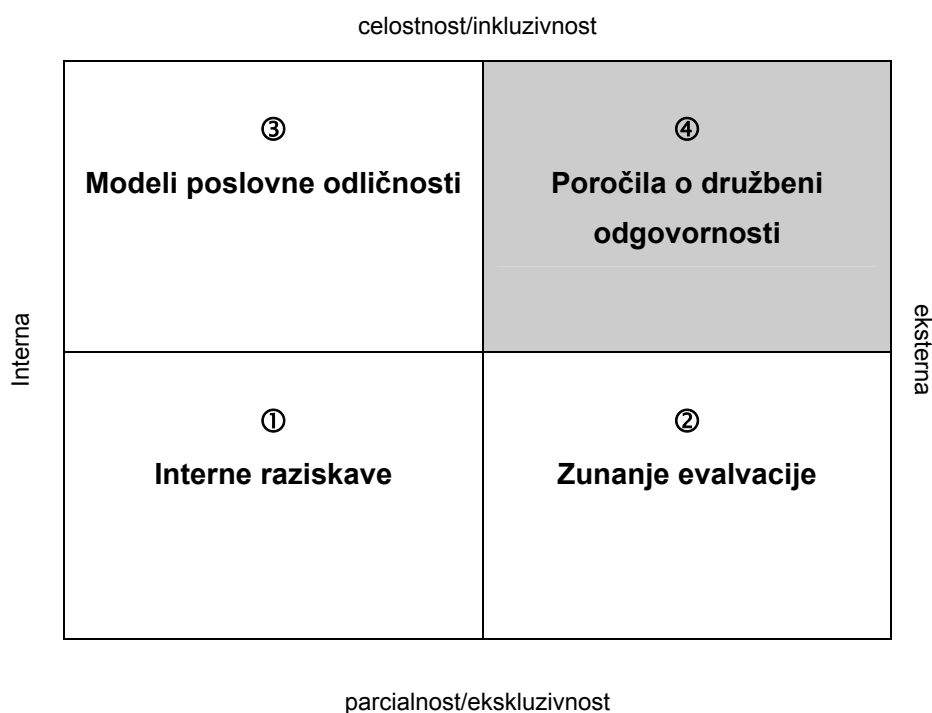 celostnost/inkluzivnost
③
Modeli poslovne odličnosti
④
Poročila o družbeni
odgovornosti
Interna
eksterna
①
Interne raziskave
②
Zunanje evalvacije
parcialnost/ekskluzivnost